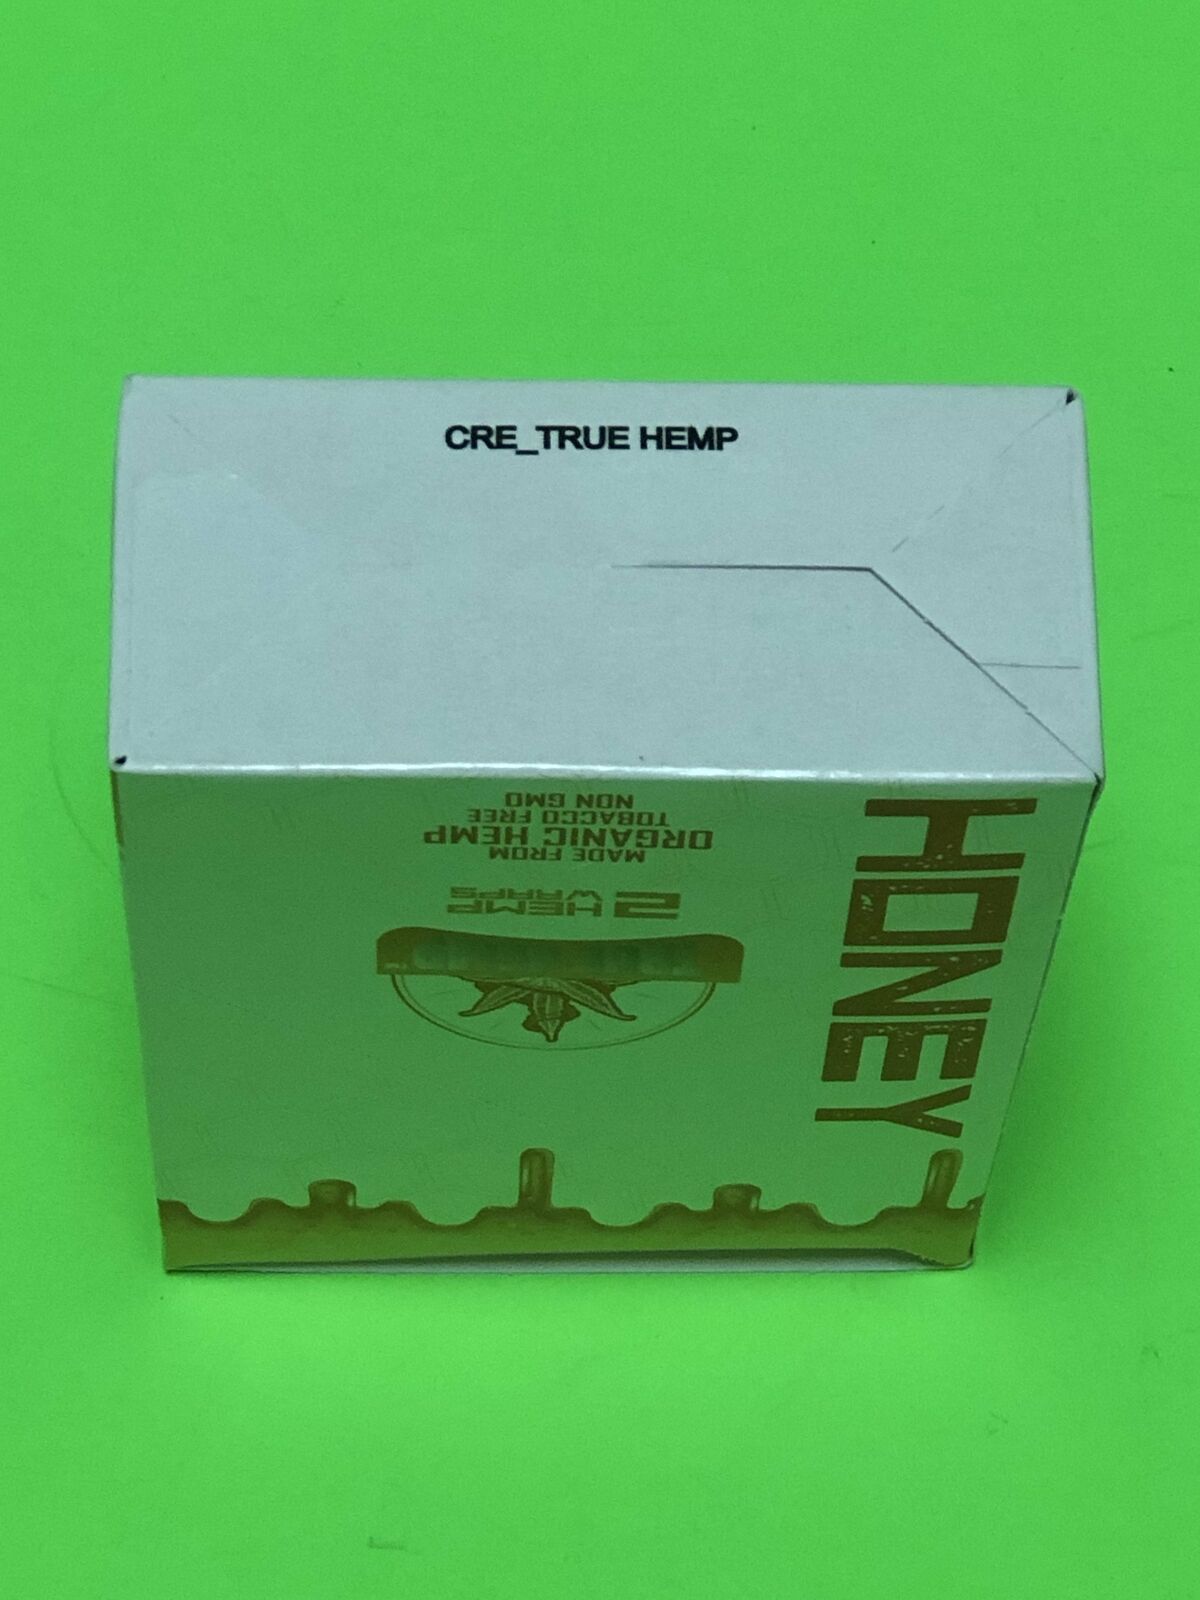 CRE_TRUE HEMP
HONEY
2 HEMP
WRAPS
MADE FROM
ORGANIC HEMP
TOBACCO FREE
NON GMO